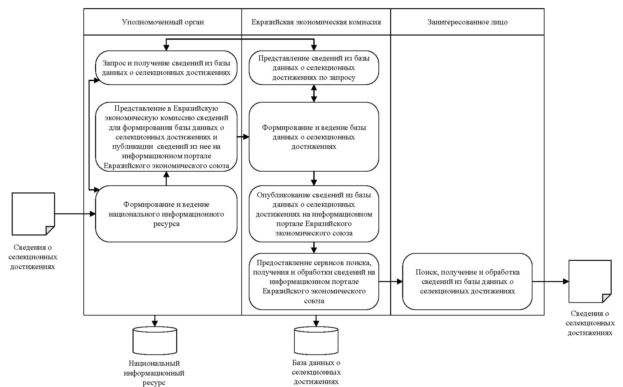 Уполномоченный орган
Евразийская экономическая комиссия
Заинтересованное лицо
Запрос и получение сведений из базы
данных о селекционных достижениях
Представление сведений из базы
данных о селекционных
достижениях по запросу
Представление в Евразийскую
экономическую комиссию сведений
для формирования базы данных о
селекционных достижениях и
публикации сведений из нее на
информационном портале
Евразийского экономического союза
Формирование и ведение базы
данных о селекционных
достижениях
Формирование и ведение
национального информационного
ресурса
Опубликование сведений из базы
данных о селекционных
достижениях на информационном
портале Евразийского
экономического союза
Сведения о
селекционных
достижениях
Предоставление сервисов поиска,
получения и обработки сведений на
информационном портале
Евразийского экономического
союза
Поиск, получение и обработка
сведений из базы данных о
селекционных достижениях
Сведения о
селекционных
достижениях
Национальный
информационный
ресурс
База данных о
селекционных
достижениях